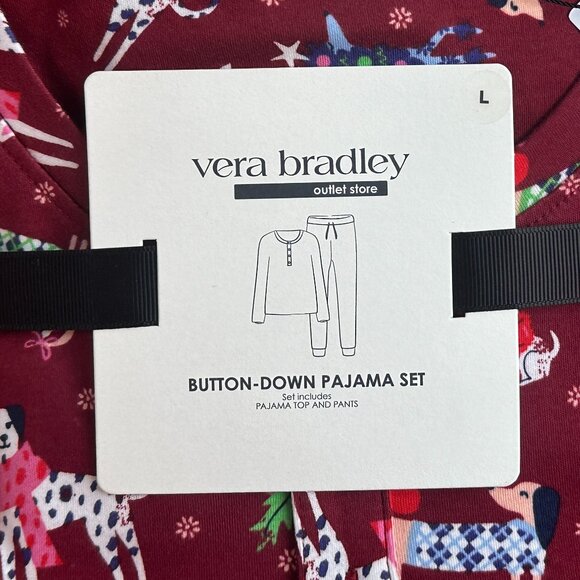 L
vera bradley
outlet store
BUTTON-DOWN PAJAMA SET
Set includes
PAJAMA TOP AND PANTS